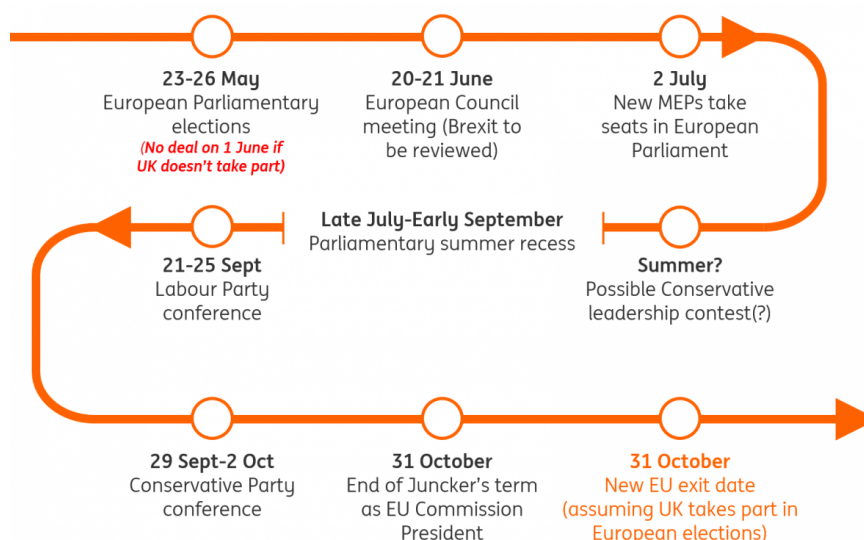 23-26 May
European Parliamentary
elections
(No deal on 1 June if
UK doesn't take part)
20-21 June
European Council
meeting (Brexit to
be reviewed)
2 July
New MEPs take
seats in European
Parliament
Summer?
Possible Conservative
leadership contest(?)
Late July-Early September
Parliamentary summer recess
21-25 Sept
Labour Party
conference
29 Sept-2 Oct
Conservative Party
conference
31 October
End of Juncker's term
as EU Commission
President
31 October
New EU exit date
(assuming UK takes part in
European elections)